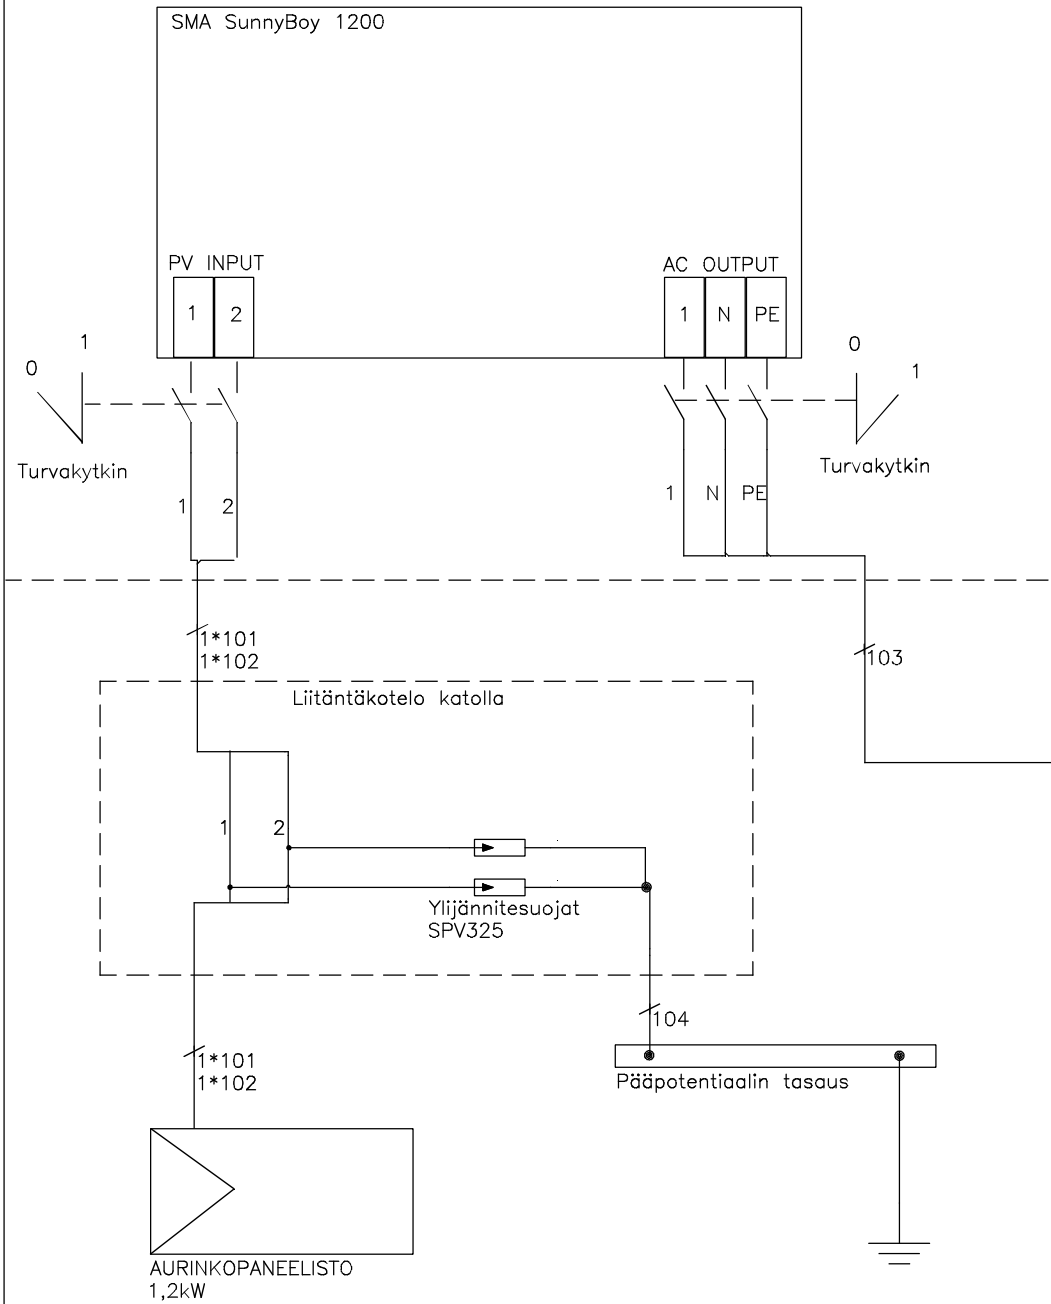 SMA SunnyBoy 1200
PV INPUT
AC OUTPUT
1
2
1
N
PE
0
1
0
1
Turvakytkin
Turvakytkin
1
2
1
N
PE
1*101
1*102
103
Liitäntäkotelo katolla
1
2
Ylijännitesuojat
SPV325
104
Pääpotentiaalin tasaus
1*101
1*102
AURINKOPANEELISTO
1,2kW